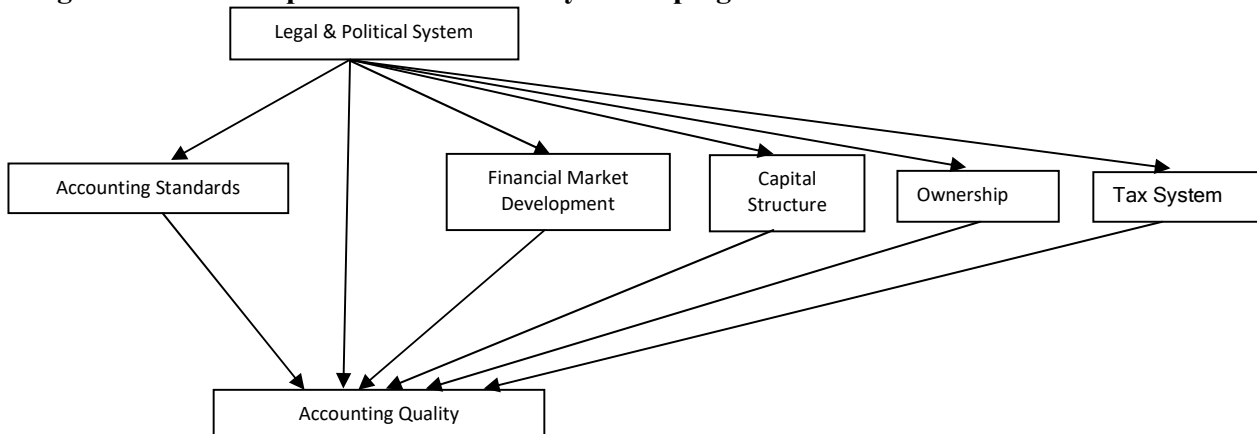 Legal & Political System
Accounting Standards
Financial Market
Development
Capital
Structure
Ownership
Tax System
Accounting Quality